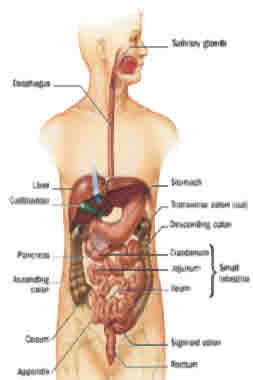 Salivary glands
Esophagus
Liver
Gallbladder
Stomach
Transverse colon (cut)
Descending colon
Pancreas
Ascending
colon
Duodenum
Jejunum
Ileum
Small
intestine
Cecum
Appendix
Sigmoid colon
Rectum